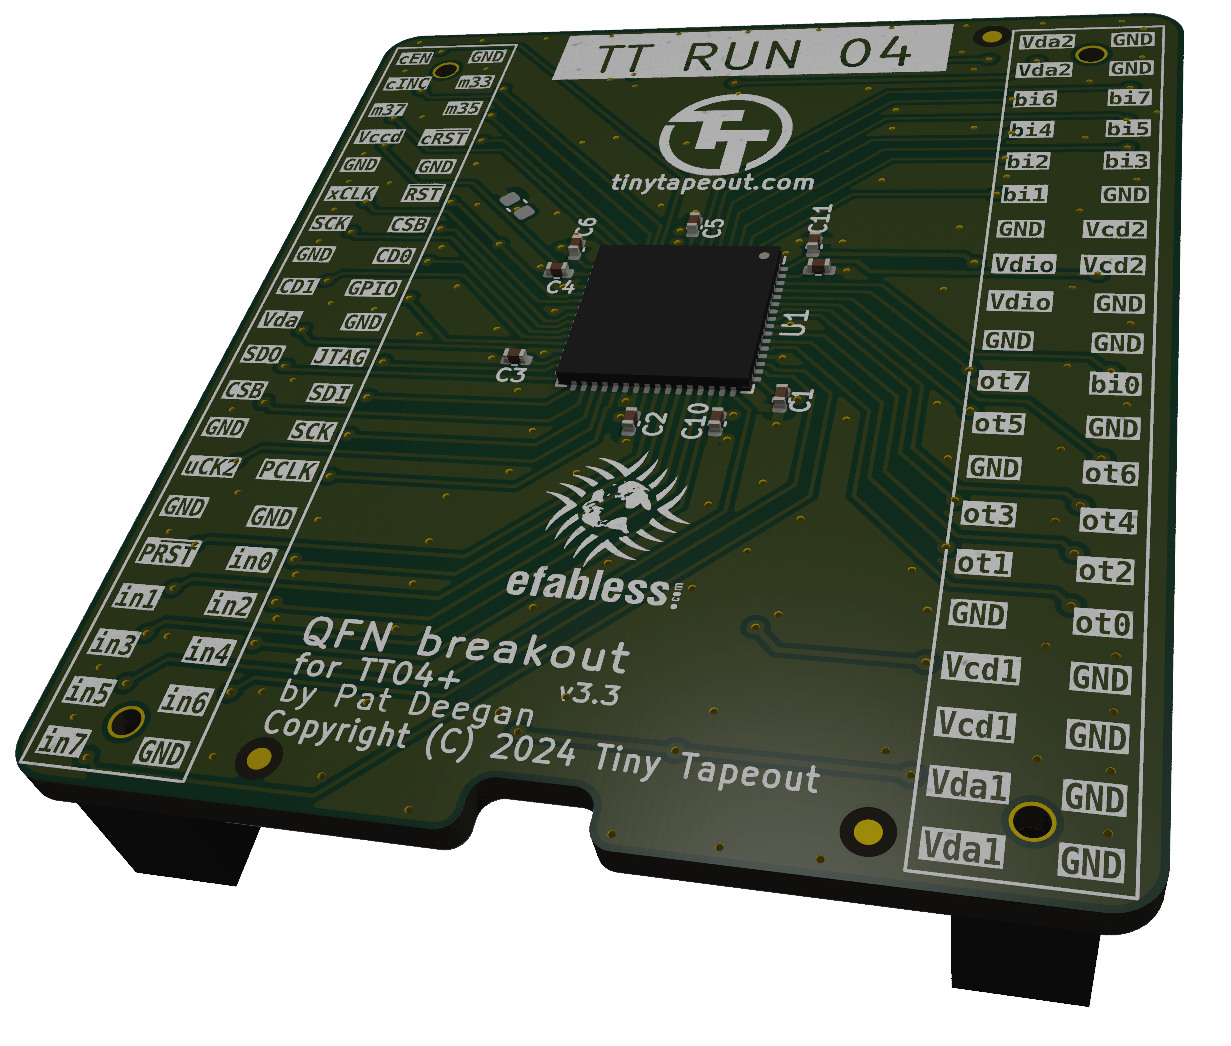 TT RUN 04
TT
tinytapeout.com
cEN GND
cINC m33
m37 m35
Vccd cRST
GND GND
xCLK RST
SCK CSB
GND CD0
CDI GPIO
Vda GND
SDO JTAG
CSB SDI
GND SCK
uCK2 PCLK
GND GND
PRST in0
in1 in2
in3 in4
in5 in6
in7 GND
C6
C5
C11
C4
U1
C3
C2
C10
C1
efabless.com
QFN breakout
for TT04+
v3.3
by Pat Deegan
Copyright (C) 2024 Tiny Tapeout
Vda2 GND
Vda2 GND
bi6 bi7
bi4 bi5
bi2 bi3
bi1 GND
GND Vcd2
Vdio Vcd2
Vdio GND
GND GND
ot7 bi0
ot5 GND
GND ot6
ot3 ot4
ot1 ot2
GND ot0
Vcd1 GND
Vcd1 GND
Vda1 GND
Vda1 GND